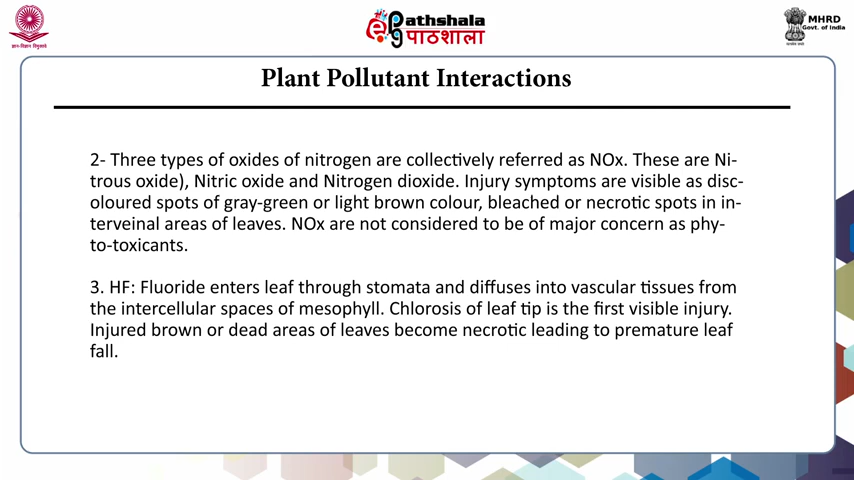 ePgpathshala
पाठशाला
MHRD
Govt. of India
ज्ञान-विज्ञान विमुक्तये
Plant Pollutant Interactions
2- Three types of oxides of nitrogen are collectively referred as NOx. These are Ni-
trous oxide), Nitric oxide and Nitrogen dioxide. Injury symptoms are visible as disc-
oloured spots of gray-green or light brown colour, bleached or necrotic spots in in-
terveinal areas of leaves. NOx are not considered to be of major concern as phy-
to-toxicants.
3. HF: Fluoride enters leaf through stomata and diffuses into vascular tissues from
the intercellular spaces of mesophyll. Chlorosis of leaf tip is the first visible injury.
Injured brown or dead areas of leaves become necrotic leading to premature leaf
fall.